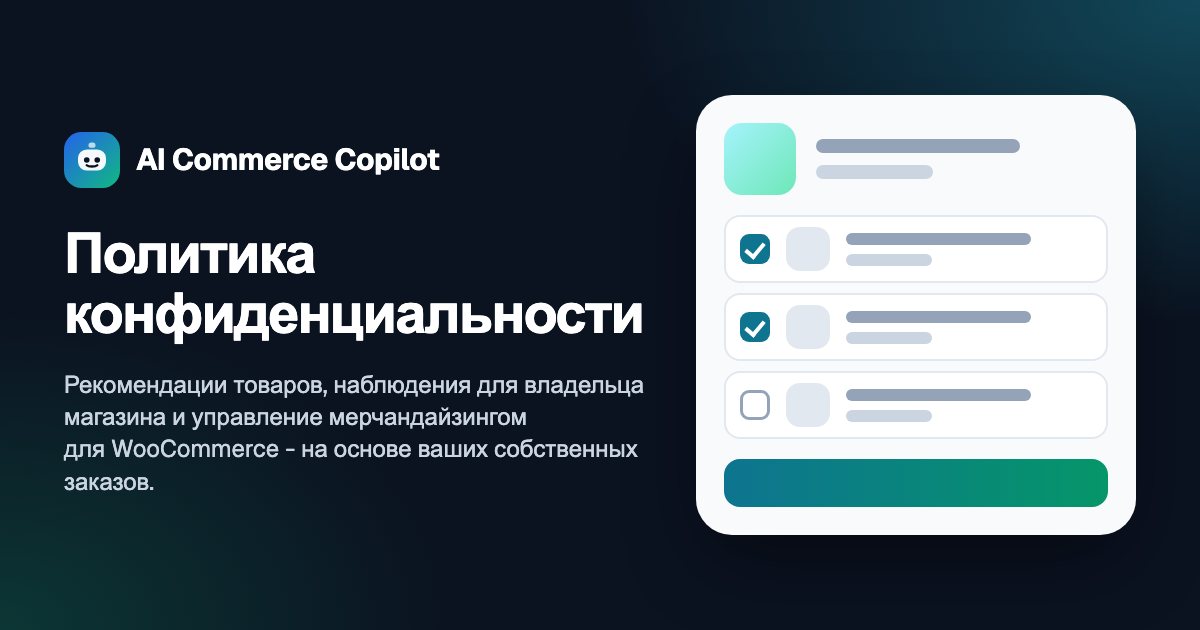 AI Commerce Copilot
Политика
конфиденциальности
Рекомендации товаров, наблюдения для владельца
магазина и управление мерчандайзингом
для WooCommerce - на основе ваших собственных
заказов.